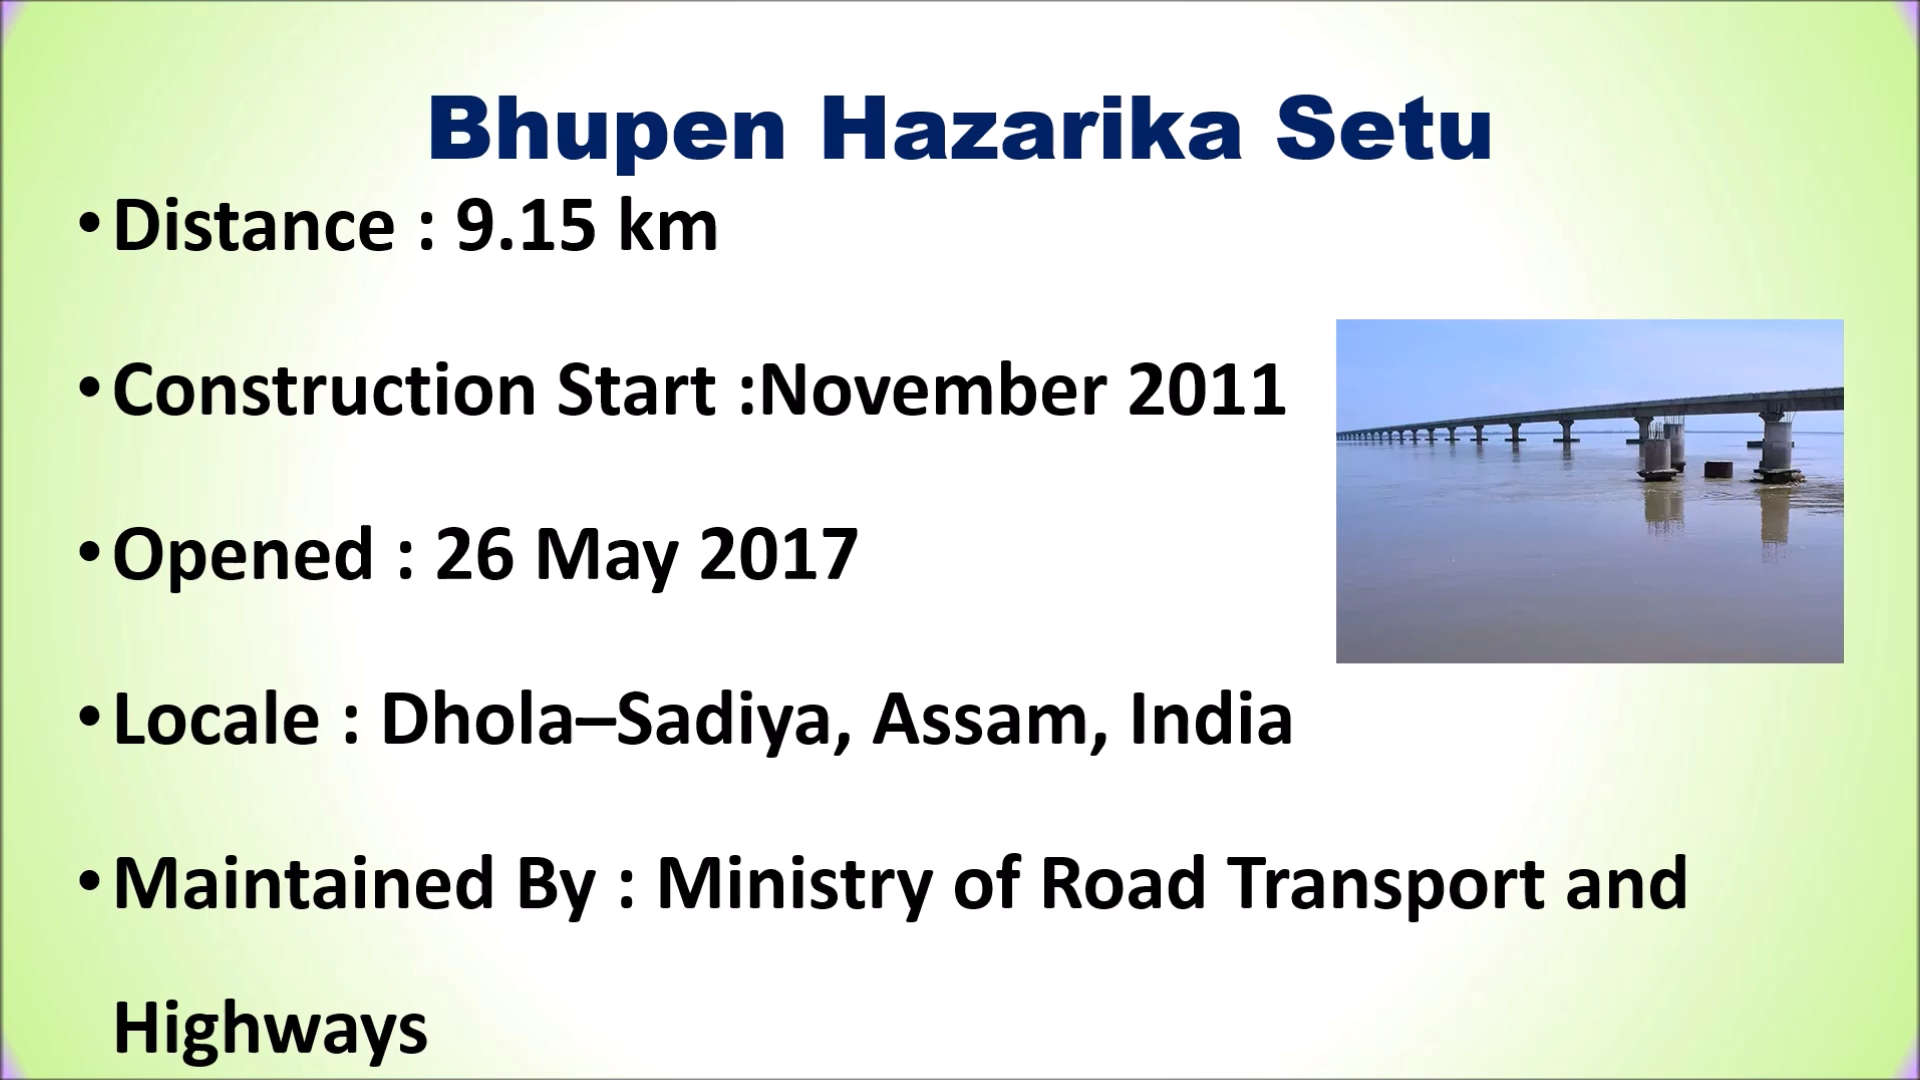 Bhupen Hazarika Setu
• Distance : 9.15 km
• Construction Start :November 2011
• Opened : 26 May 2017
• Locale : Dhola–Sadiya, Assam, India
• Maintained By : Ministry of Road Transport and
Highways